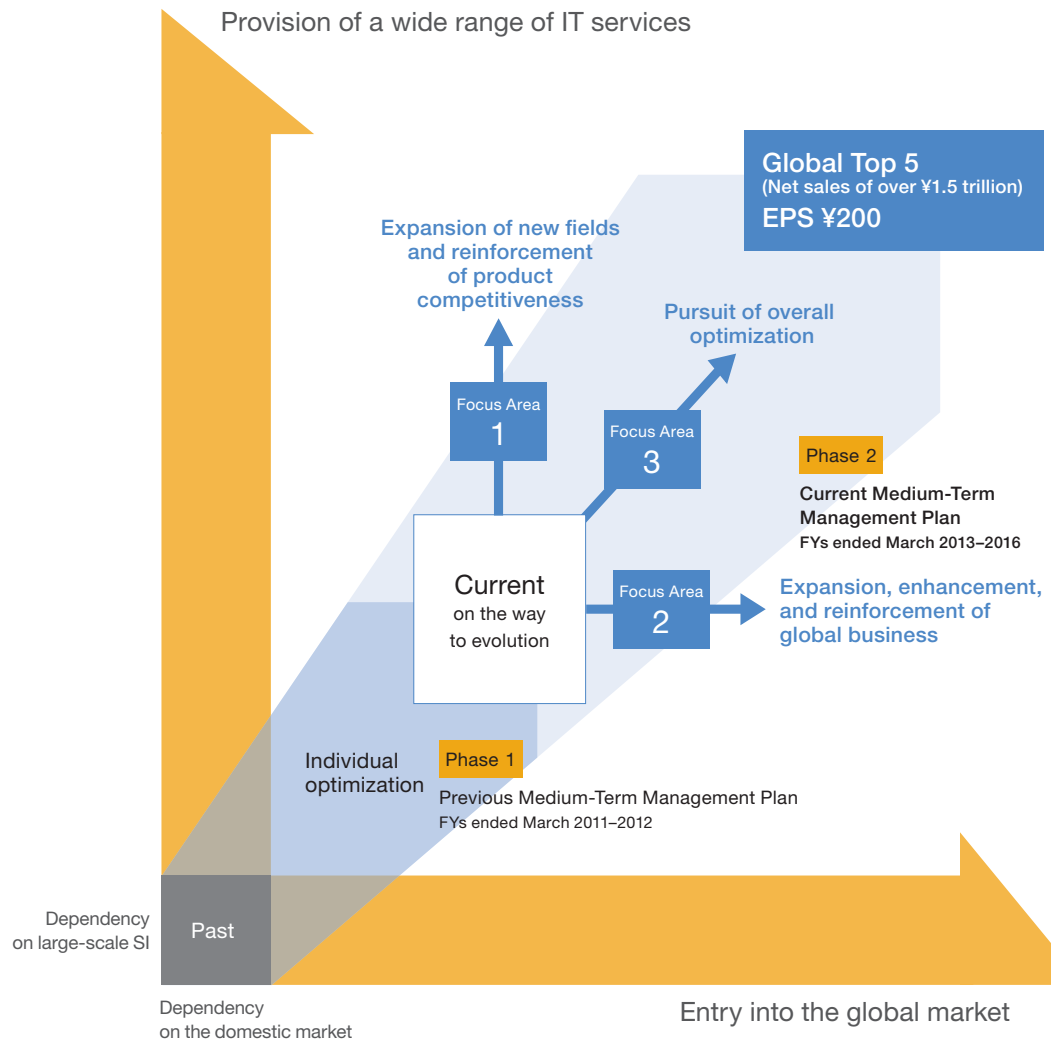 Provision of a wide range of IT services
Global Top 5
(Net sales of over ¥1.5 trillion)
EPS ¥200
Expansion of new fields
and reinforcement
of product
competitiveness
Pursuit of overall
optimization
Focus Area
1
Focus Area
3
Phase 2
Current Medium-Term
Management Plan
FYs ended March 2013–2016
Current
on the way
to evolution
Focus Area
2
Expansion, enhancement,
and reinforcement of
global business
Individual
optimization
Phase 1
Previous Medium-Term Management Plan
FYs ended March 2011–2012
Dependency
on large-scale SI
Past
Dependency
on the domestic market
Entry into the global market